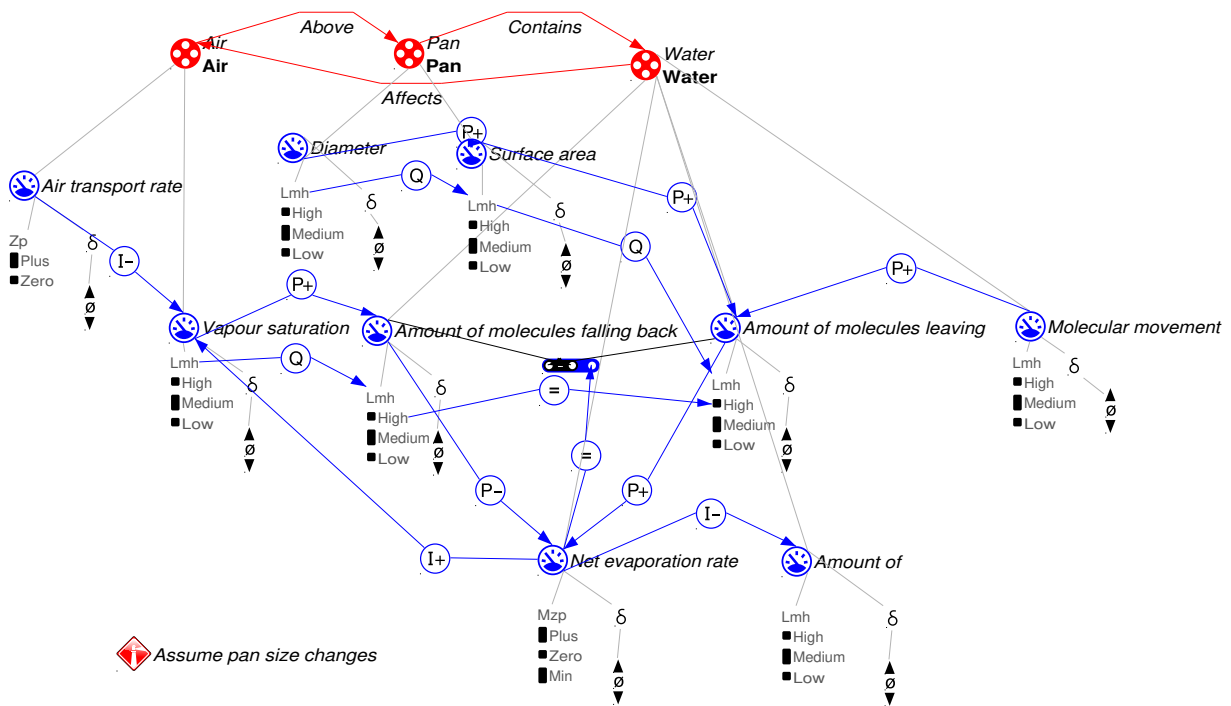 Above
Contains
Air
Air
Pan
Pan
Water
Water
Affects
Diameter
P+
Surface area
Air transport rate
Q
P+
Lmh
High
Medium
Low
δ
ø
Lmh
High
Medium
Low
δ
ø
Zp
Plus
Zero
δ
ø
I-
Q
P+
P+
Vapour saturation
Amount of molecules falling back
Amount of molecules leaving
Molecular movement
Q
Lmh
High
Medium
Low
δ
ø
Lmh
High
Medium
Low
δ
ø
=
-
Lmh
High
Medium
Low
δ
ø
Lmh
High
Medium
Low
δ
ø
=
P-
P+
I-
I+
Net evaporation rate
Amount of
Mzp
Plus
Zero
Min
δ
ø
Lmh
High
Medium
Low
δ
ø
Assume pan size changes